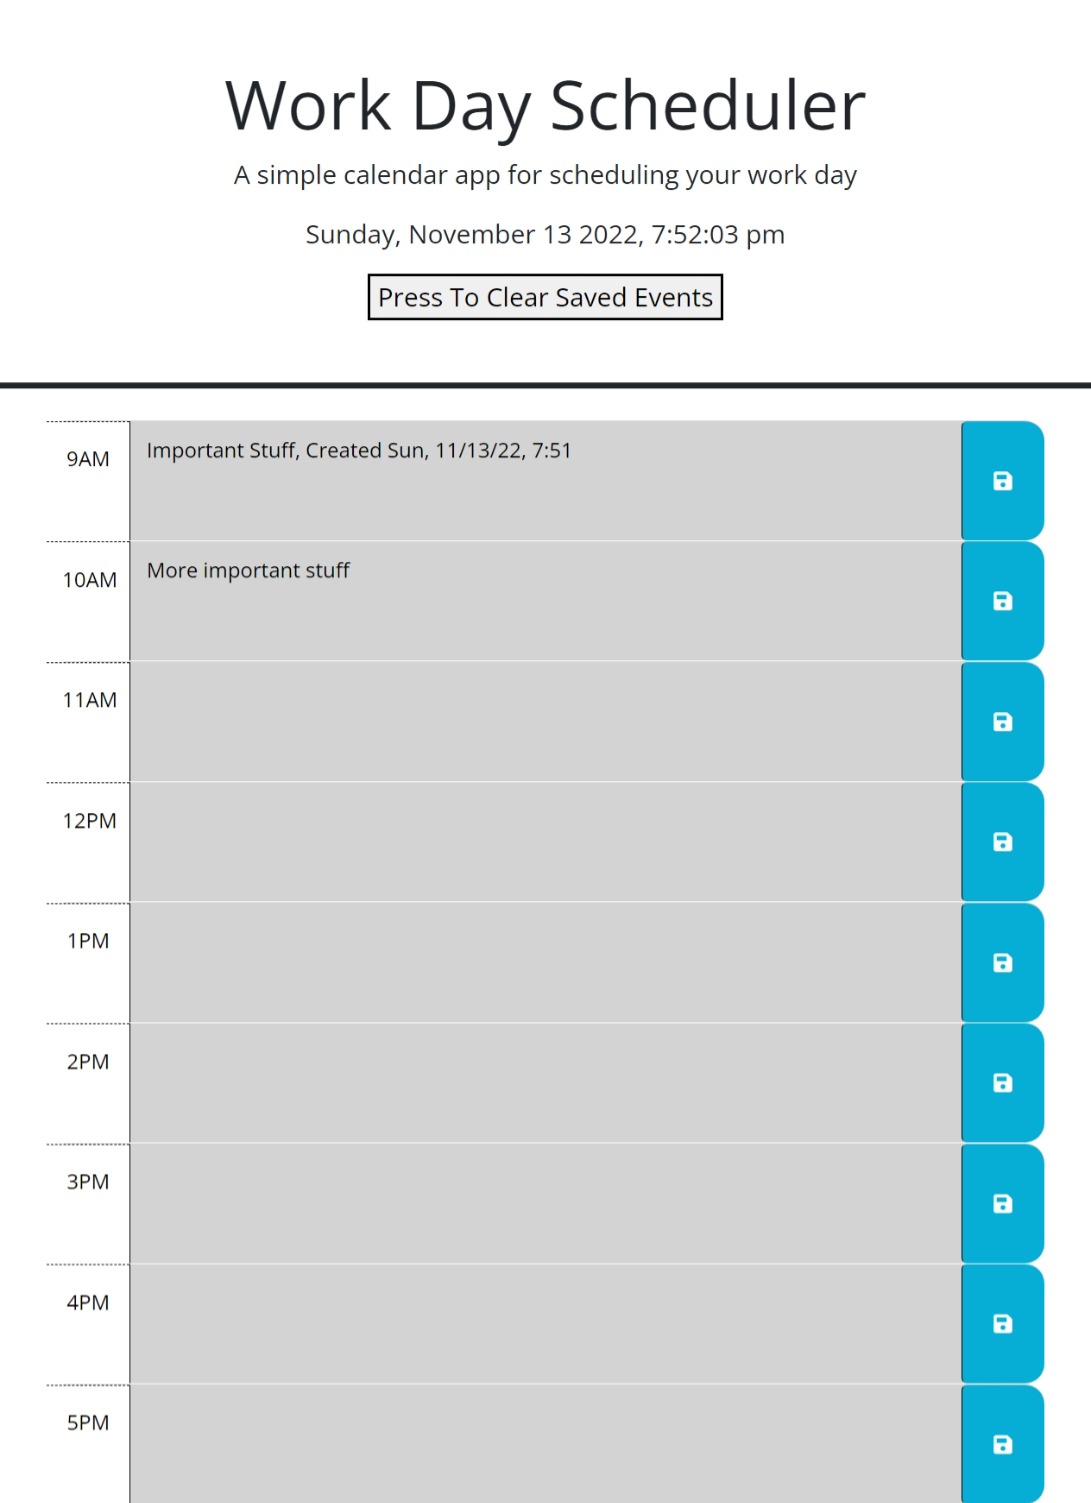 Work Day Scheduler
A simple calendar app for scheduling your work day
Sunday, November 13 2022, 7:52:03 pm
Press To Clear Saved Events
9AM
Important Stuff, Created Sun, 11/13/22, 7:51
10AM
More important stuff
11AM
12PM
1PM
2PM
3PM
4PM
5PM